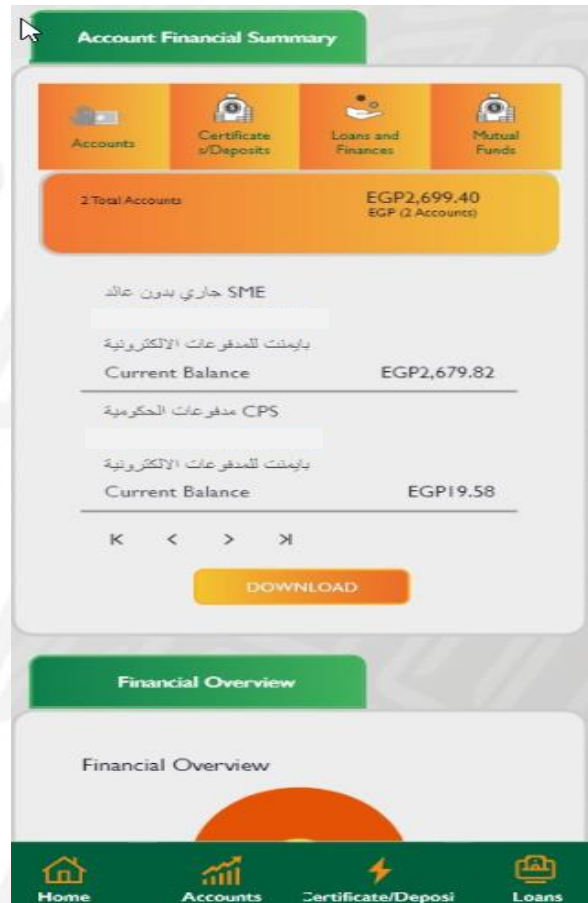 Account Financial Summary
Accounts
Certificate
s/Deposits
Loans and
Finances
Mutual
Funds
2 Total Accounts
EGP2,699.40
EGP (2 Accounts)
SME جاري بدون عائد
بايمنت للمدفوعات الالكترونية
Current Balance EGP2,679.82
CPS مدفوعات الحكومية
بايمنت للمدفوعات الالكترونية
Current Balance EGP19.58
DOWNLOAD
Financial Overview
Financial Overview
Home Accounts Certificate/Deposi Loans